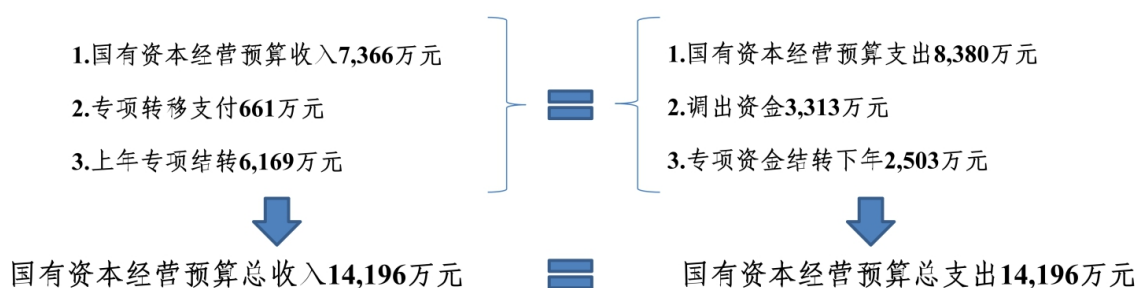 1.国有资本经营预算收入7,366万元
2.专项转移支付661万元
3.上年专项结转6,169万元
1.国有资本经营预算支出8,380万元
2.调出资金3,313万元
3.专项资金结转下年2,503万元
国有资本经营预算总收入14,196万元
国有资本经营预算总支出14,196万元